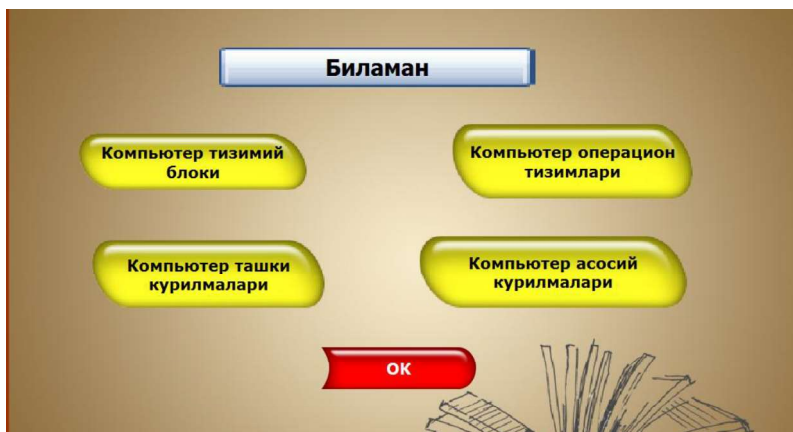 Биламан
Компьютер тизимий
блоки
Компьютер операцион
тизимлари
Компьютер ташки
курилмалари
Компьютер асосий
курилмалари
ОК